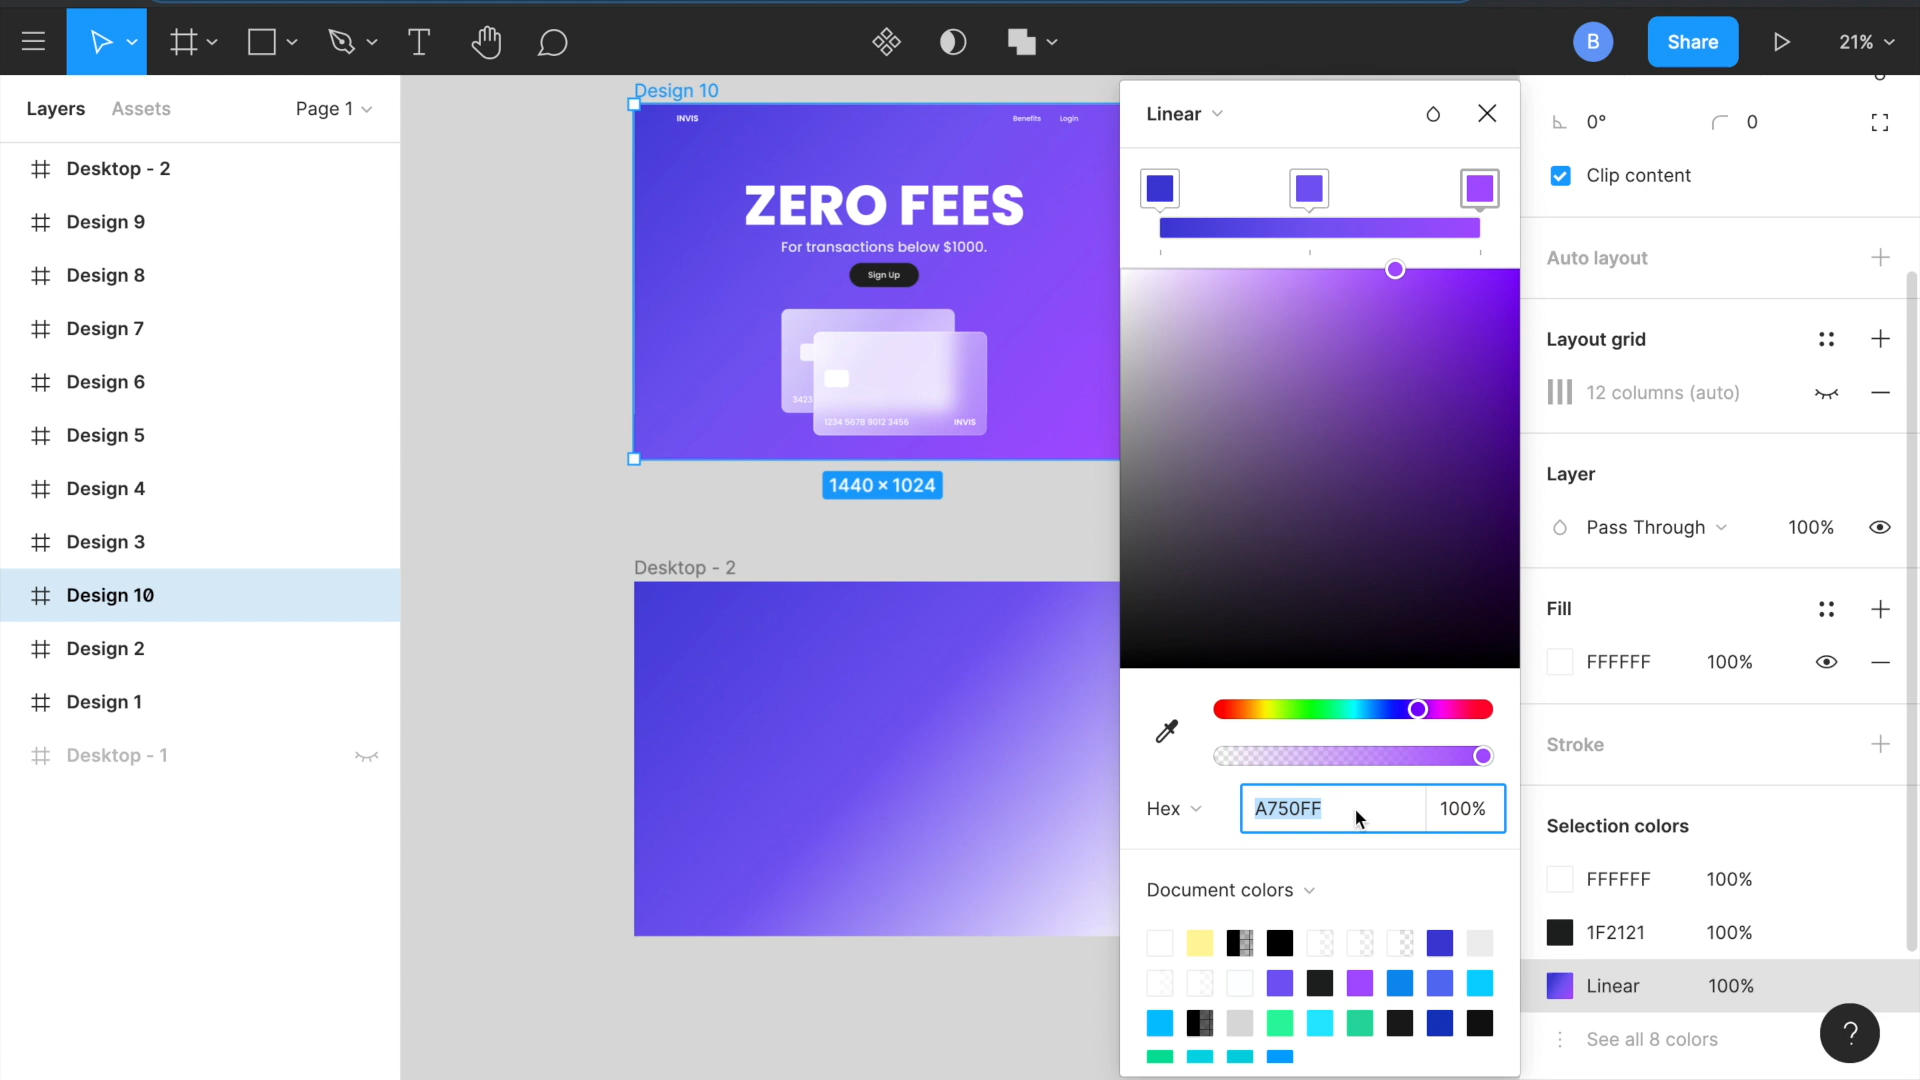 B
Share
21%
Layers
Assets
Page 1
Desktop - 2
Design 9
Design 8
Design 7
Design 6
Design 5
Design 4
Design 3
Design 10
Design 2
Design 1
Desktop - 1
Design 10
INVIS
Benefits
Login
ZERO FEES
For transactions below $1000.
Sign Up
3423
1234 5678 9012 3456
INVIS
1440 × 1024
Desktop - 2
Linear
Hex
A750FF
100%
Document colors
0°
0
Clip content
Auto layout
Layout grid
12 columns (auto)
Layer
Pass Through
100%
Fill
FFFFFF
100%
Stroke
Selection colors
FFFFFF
100%
1F2121
100%
Linear
100%
See all 8 colors
?